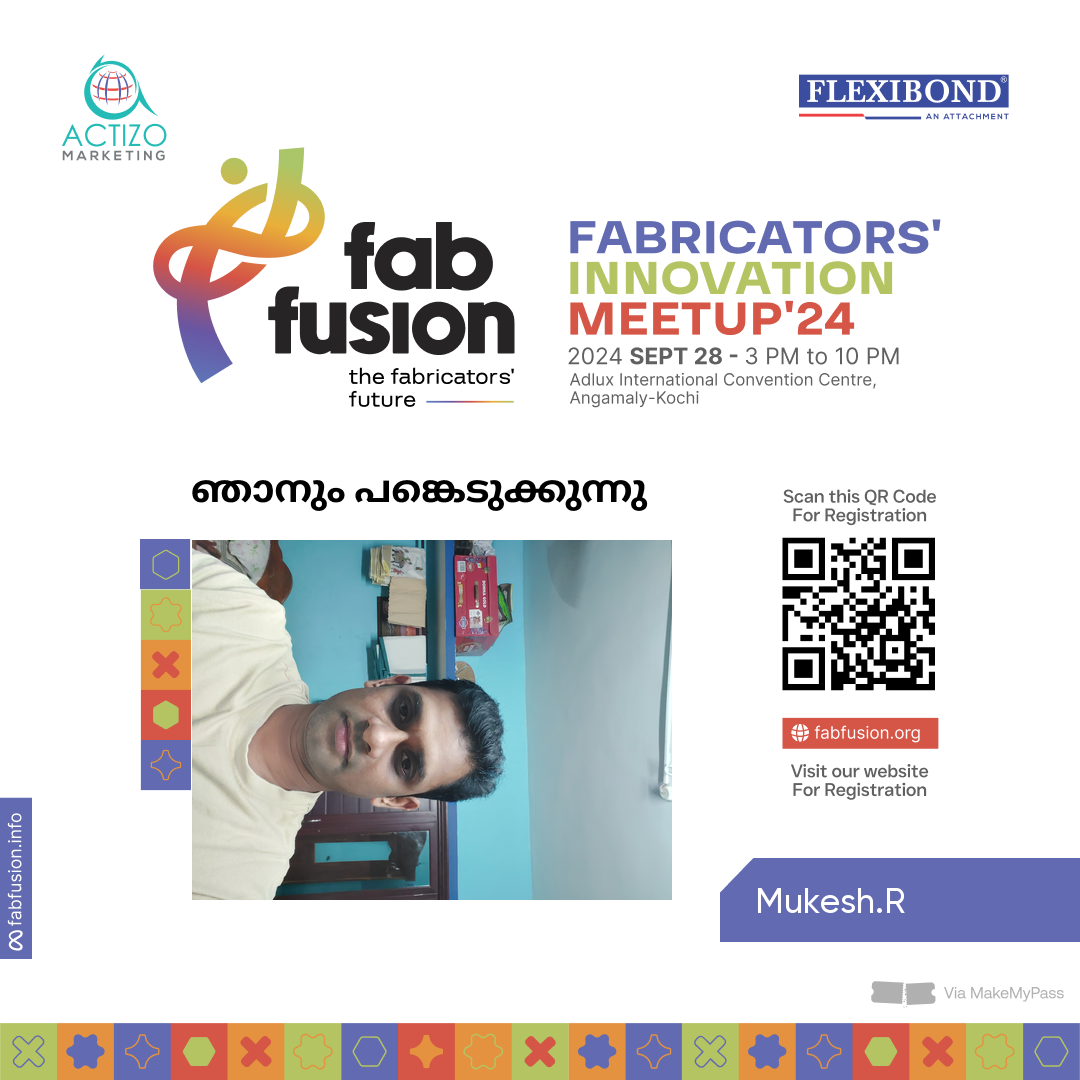 ACTIZO
MARKETING
FLEXIBOND®
AN ATTACHMENT
fab
fusion
the fabricators'
future
FABRICATORS'
INNOVATION
MEETUP'24
2024 SEPT 28 - 3 PM to 10 PM
Adlux International Convention Centre,
Angamaly-Kochi
ഞാനും പങ്കെടുക്കുന്നു
Scan this QR Code
For Registration
fabfusion.org
Visit our website
For Registration
fabfusion.info
Mukesh.R
Via MakeMyPass